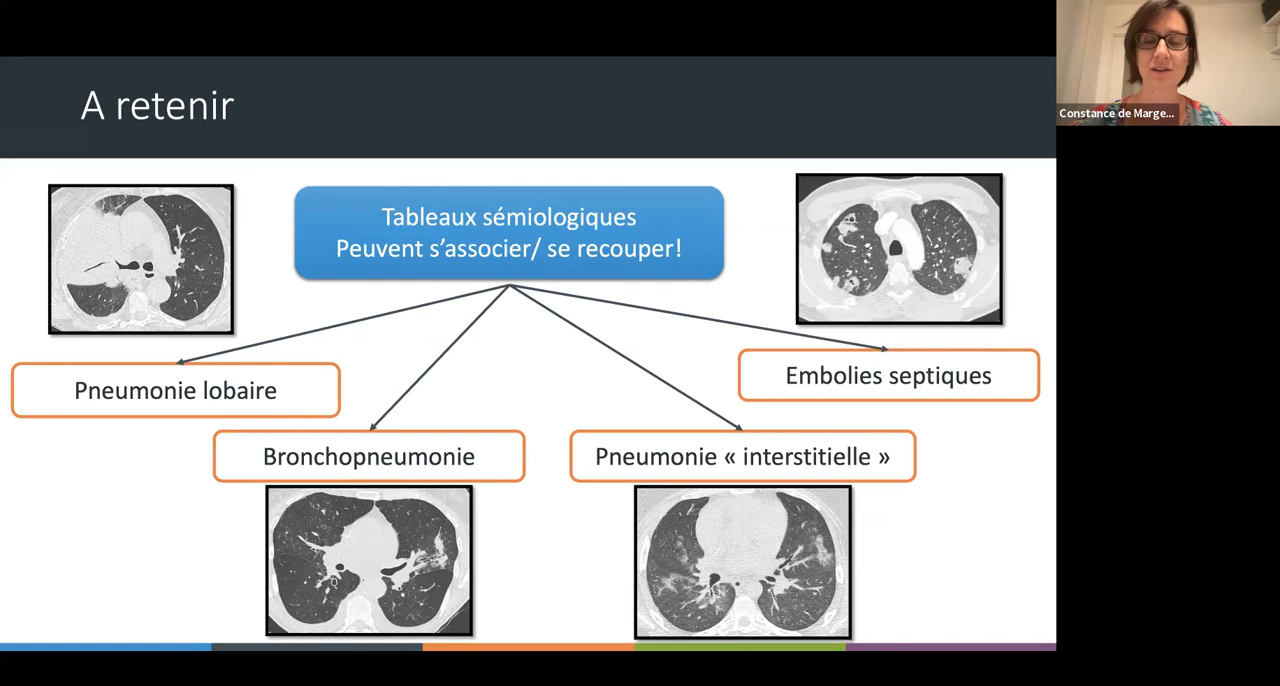 A retenir
Constance de Marge...
Tableaux sémiologiques
Peuvent s'associer/ se recouper!
Pneumonie lobaire
Embolies septiques
Bronchopneumonie
Pneumonie « interstitielle »